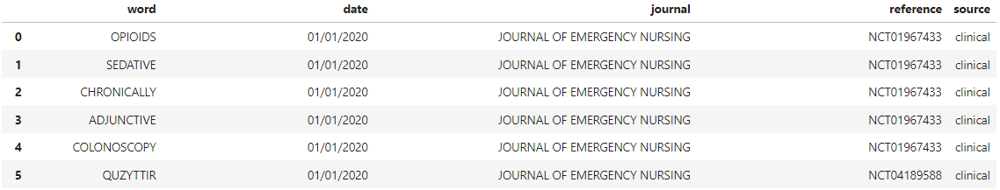 word date journal reference source
0 OPIOIDS 01/01/2020 JOURNAL OF EMERGENCY NURSING NCT01967433 clinical
1 SEDATIVE 01/01/2020 JOURNAL OF EMERGENCY NURSING NCT01967433 clinical
2 CHRONICALLY 01/01/2020 JOURNAL OF EMERGENCY NURSING NCT01967433 clinical
3 ADJUNCTIVE 01/01/2020 JOURNAL OF EMERGENCY NURSING NCT01967433 clinical
4 COLONOSCOPY 01/01/2020 JOURNAL OF EMERGENCY NURSING NCT01967433 clinical
5 QUZYTTIR 01/01/2020 JOURNAL OF EMERGENCY NURSING NCT04189588 clinical